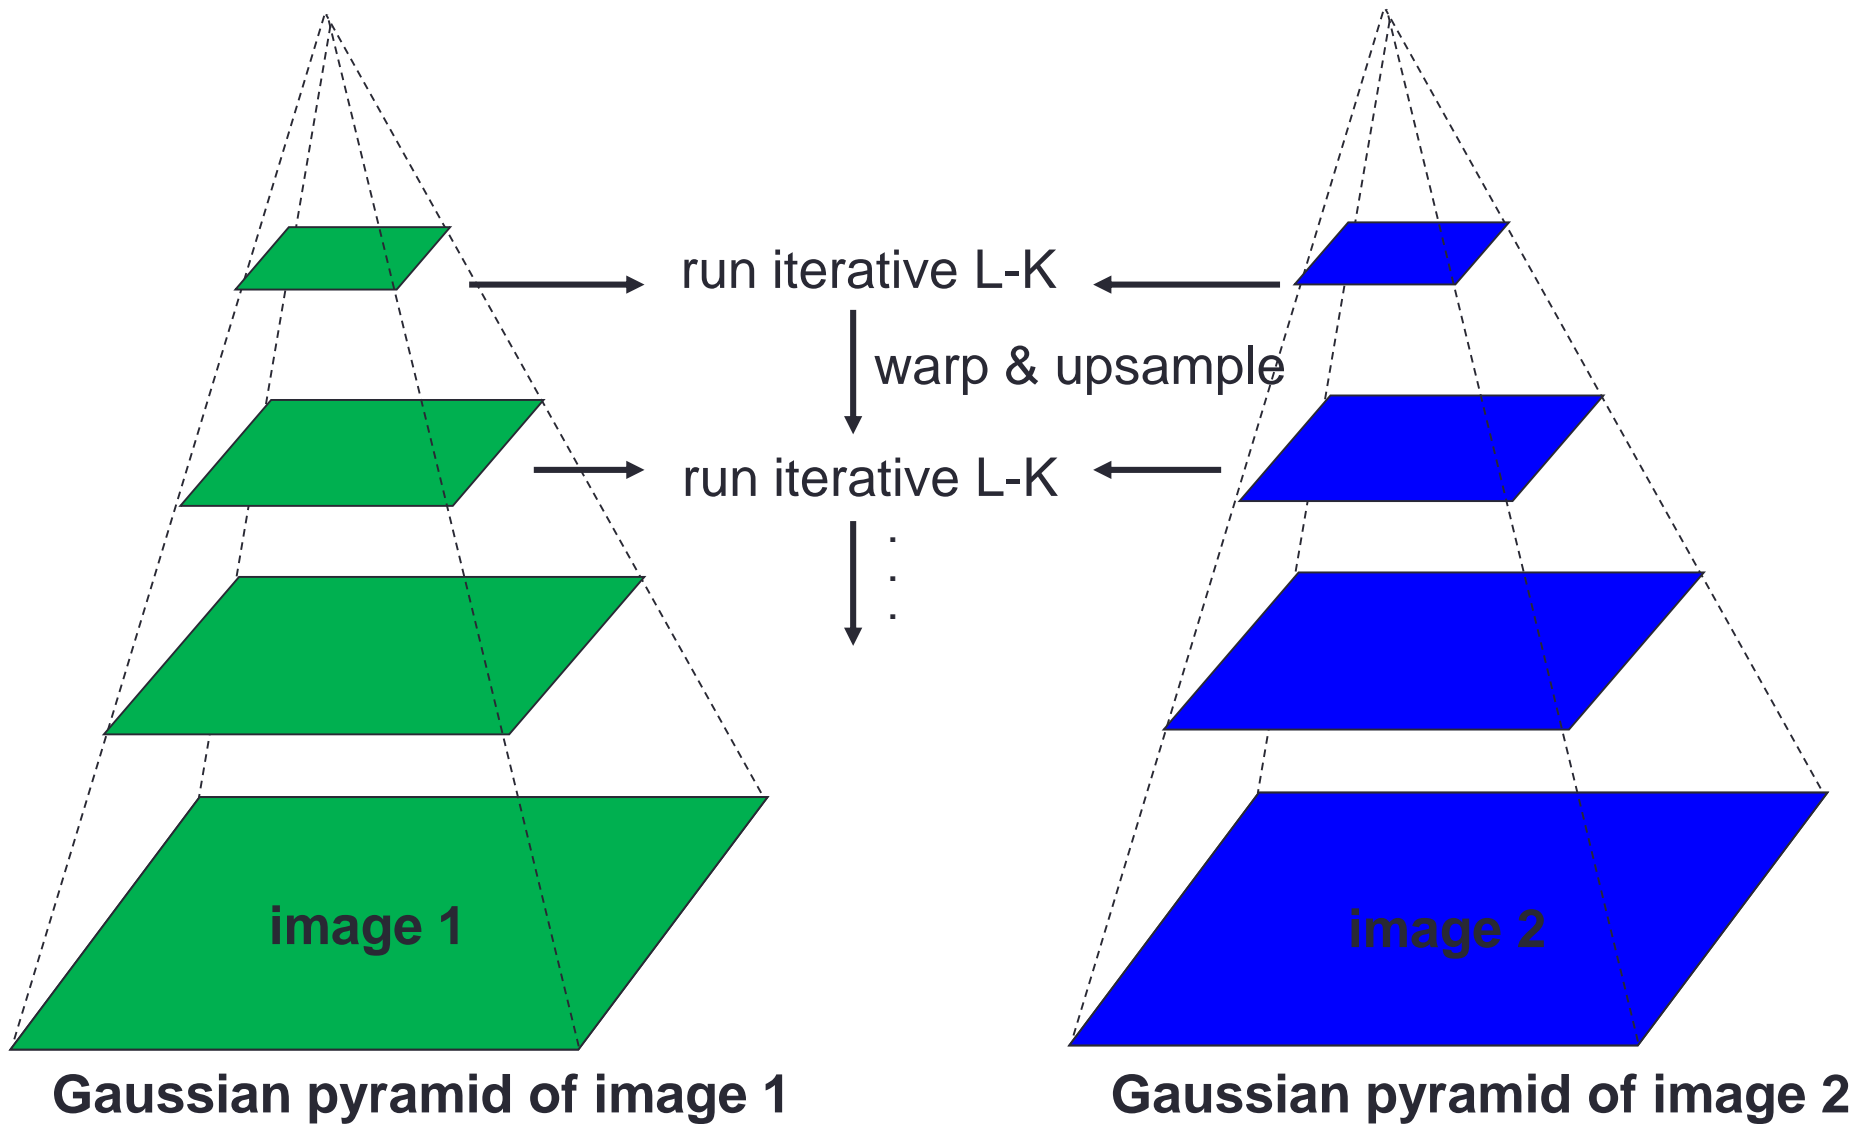 run iterative L-K
warp & upsample
run iterative L-K
.
.
.
image 1
image 2
Gaussian pyramid of image 1
Gaussian pyramid of image 2